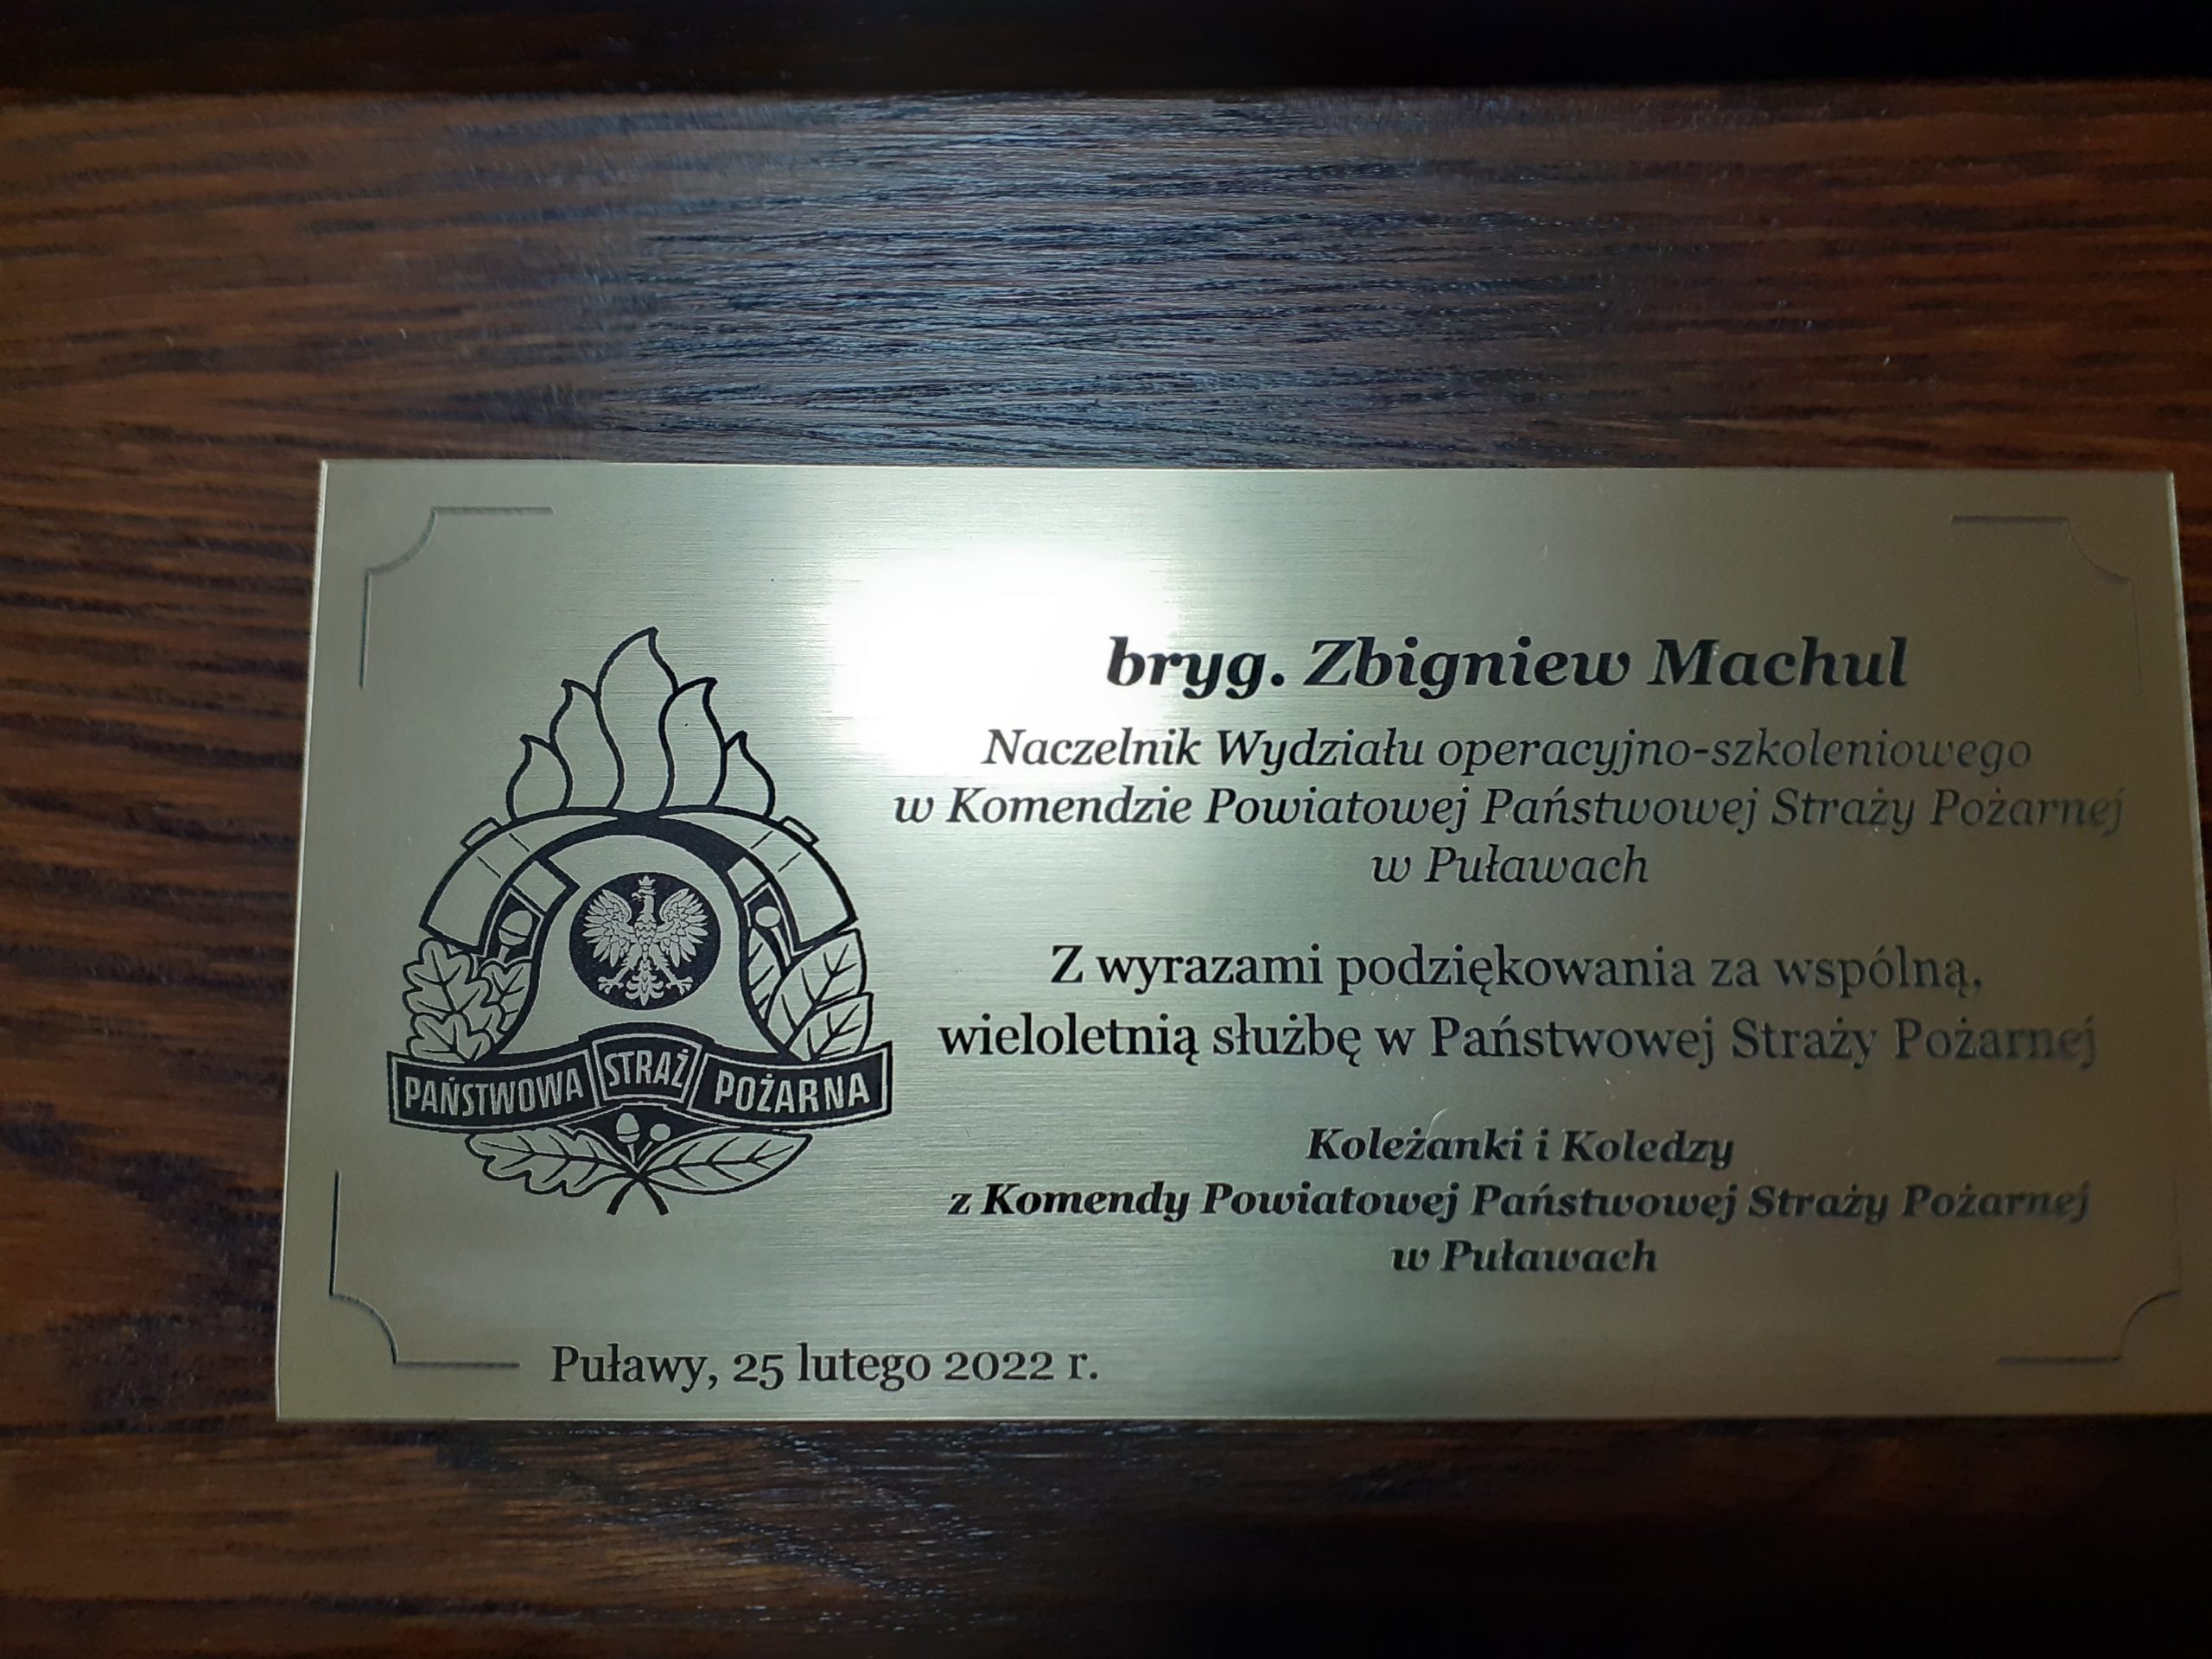 bryg. Zbigniew Machul
Naczelnik Wydziału operacyjno-szkoleniowego
w Komendzie Powiatowej Państwowej Straży Pożarnej
w Puławach
Z wyrazami podziękowania za wspólną,
wieloletnią służbę w Państwowej Straży Pożarnej
PAŃSTWOWA STRAŻ POŻARNA
Koleżanki i Koledzy
z Komendy Powiatowej Państwowej Straży Pożarnej
w Puławach
Puławy, 25 lutego 2022 r.